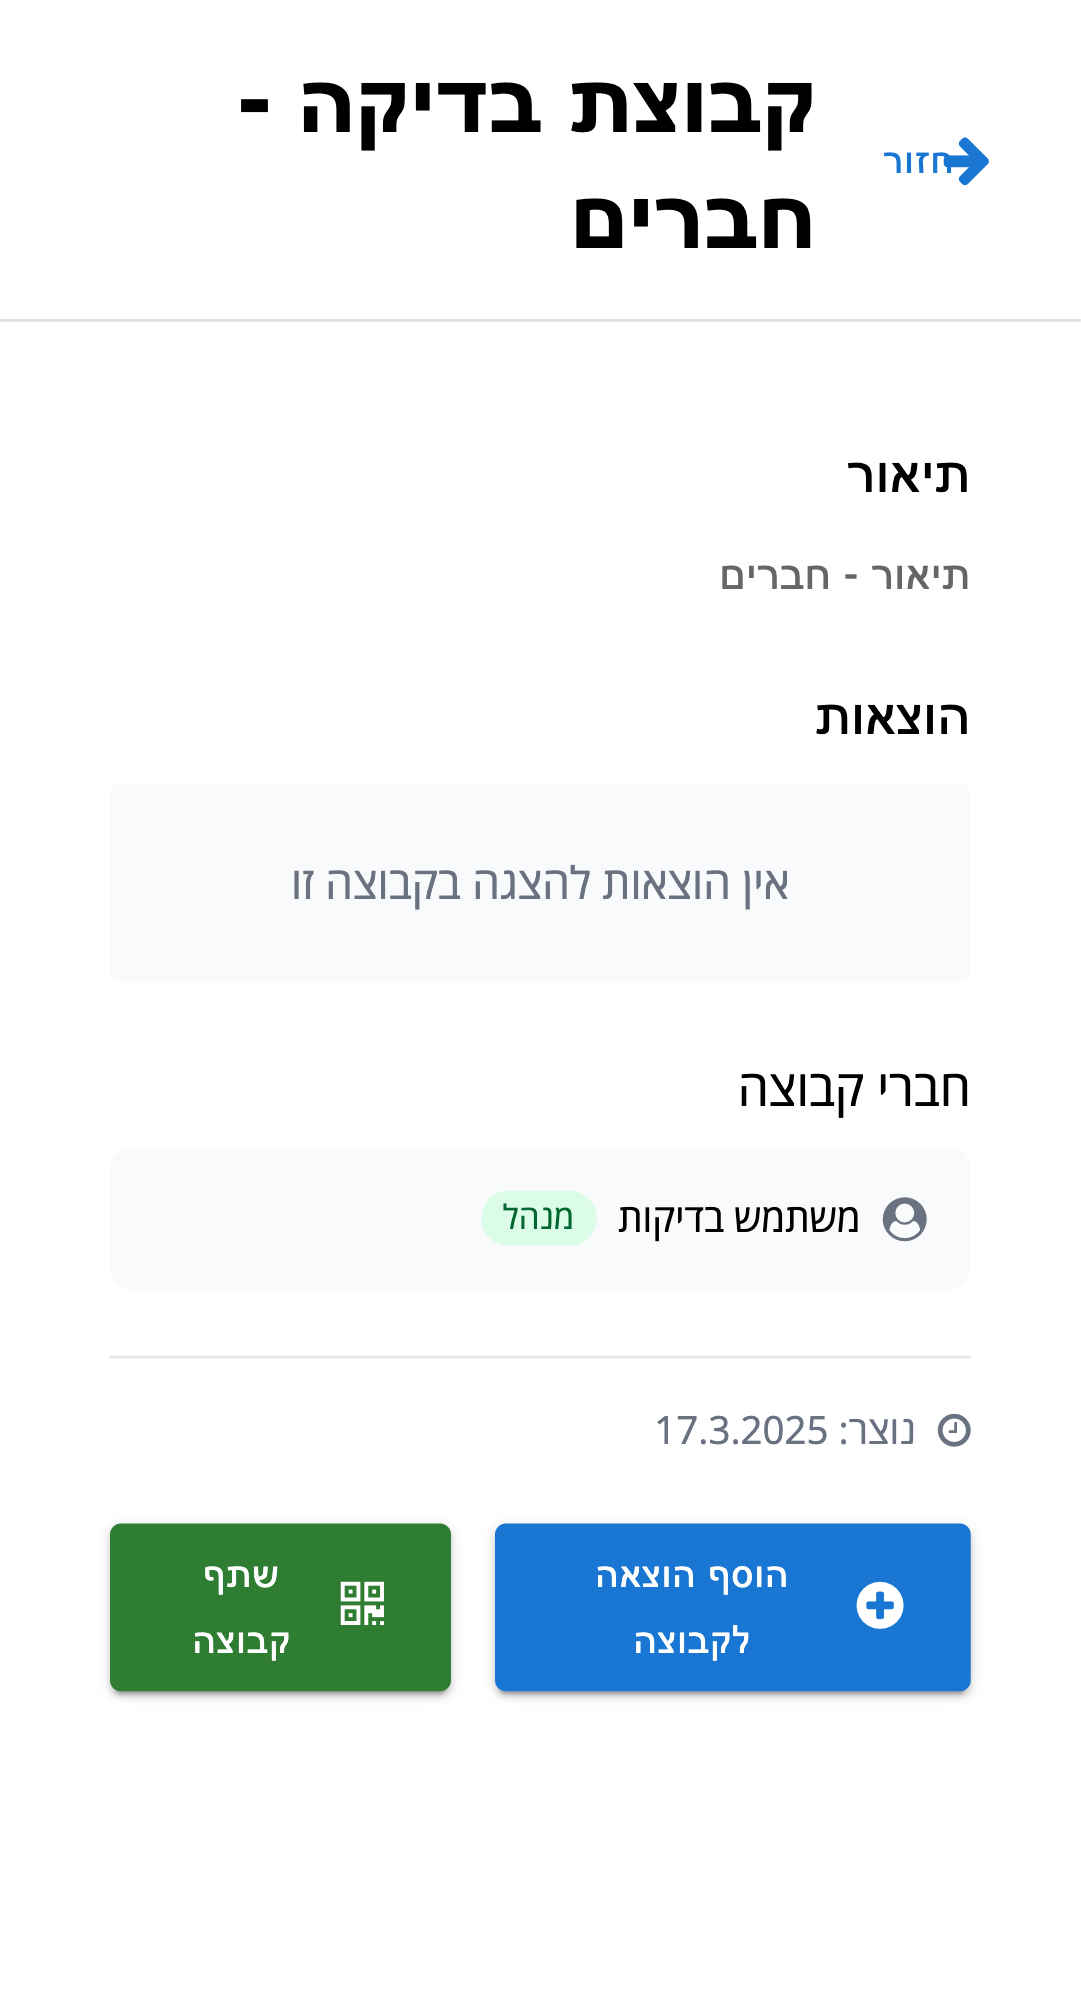 חזור
קבוצת בדיקה -
חברים
תיאור
תיאור - חברים
הוצאות
אין הוצאות להצגה בקבוצה זו
חברי קבוצה
משתמש בדיקות מנהל
נוצר: 17.3.2025
הוסף הוצאה
לקבוצה
שתף
קבוצה